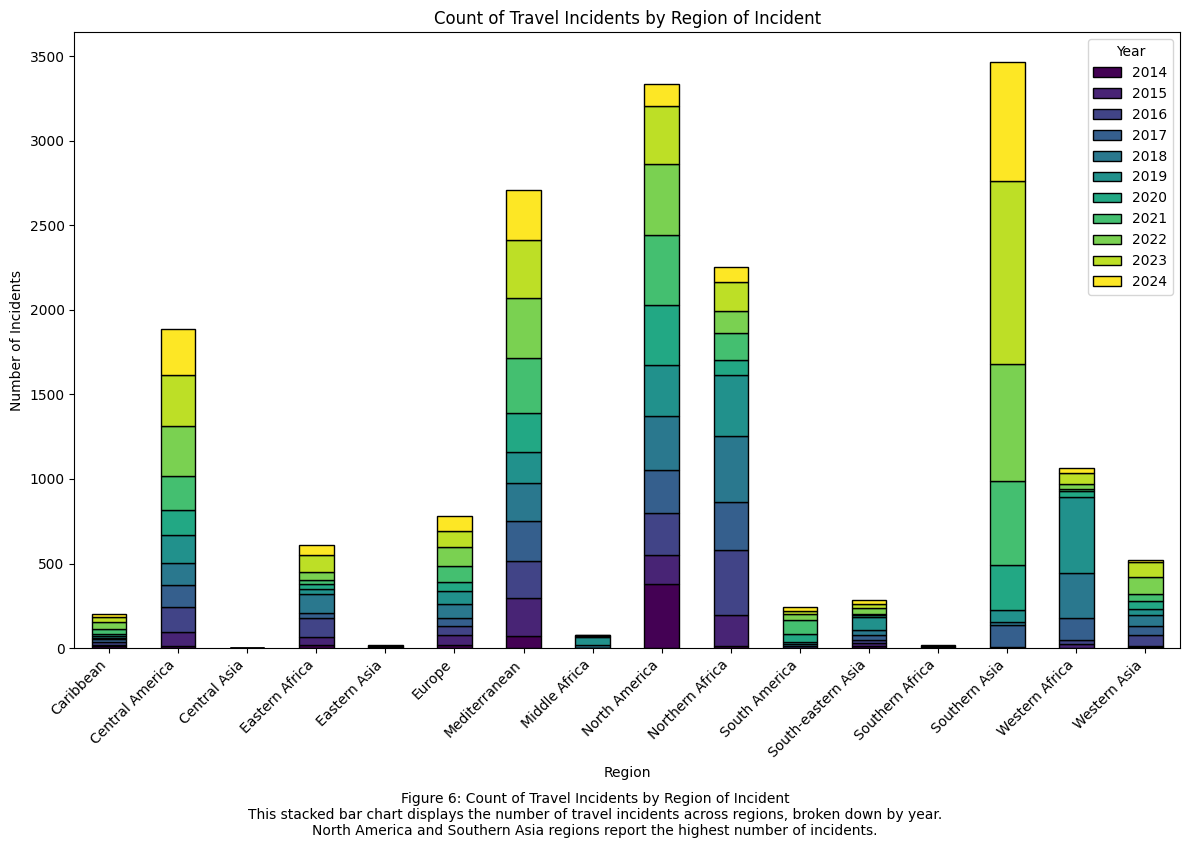 Count of Travel Incidents by Region of Incident
3500
3000
2500
2000
1500
1000
500
0
Number of Incidents
Year
2014
2015
2016
2017
2018
2019
2020
2021
2022
2023
2024
Caribbean
Central America
Central Asia
Eastern Africa
Eastern Asia
Europe
Mediterranean
Middle Africa
North America
Northern Africa
South America
South-eastern Asia
Southern Africa
Southern Asia
Western Africa
Western Asia
Region
Figure 6: Count of Travel Incidents by Region of Incident
This stacked bar chart displays the number of travel incidents across regions, broken down by year.
North America and Southern Asia regions report the highest number of incidents.